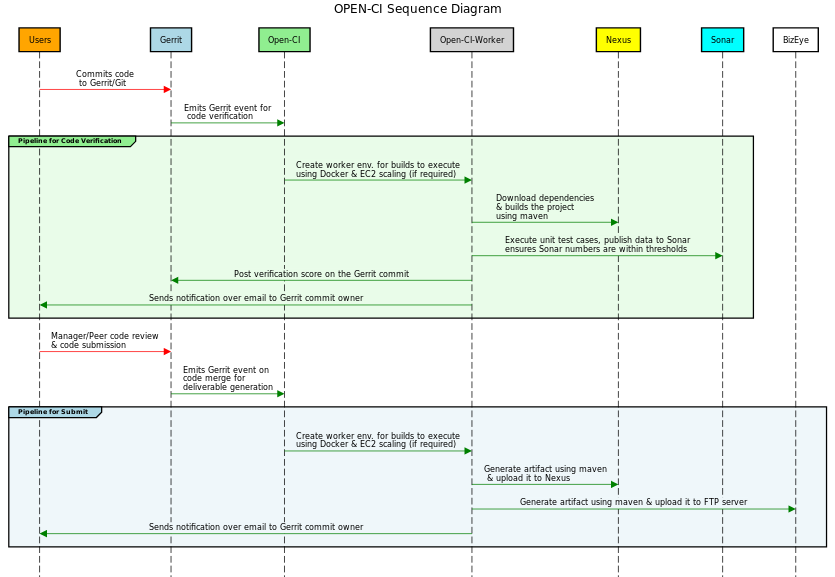 OPEN-CI Sequence Diagram
Users
Gerrit
Open-CI
Open-CI-Worker
Nexus
Sonar
BizEye
Commits code
to Gerrit/Git
Emits Gerrit event for
code verification
Pipeline for Code Verification
Create worker env. for builds to execute
using Docker & EC2 scaling (if required)
Download dependencies
& builds the project
using maven
Execute unit test cases, publish data to Sonar
ensures Sonar numbers are within thresholds
Post verification score on the Gerrit commit
Sends notification over email to Gerrit commit owner
Manager/Peer code review
& code submission
Emits Gerrit event on
code merge for
deliverable generation
Pipeline for Submit
Create worker env. for builds to execute
using Docker & EC2 scaling (if required)
Generate artifact using maven
& upload it to Nexus
Generate artifact using maven & upload it to FTP server
Sends notification over email to Gerrit commit owner